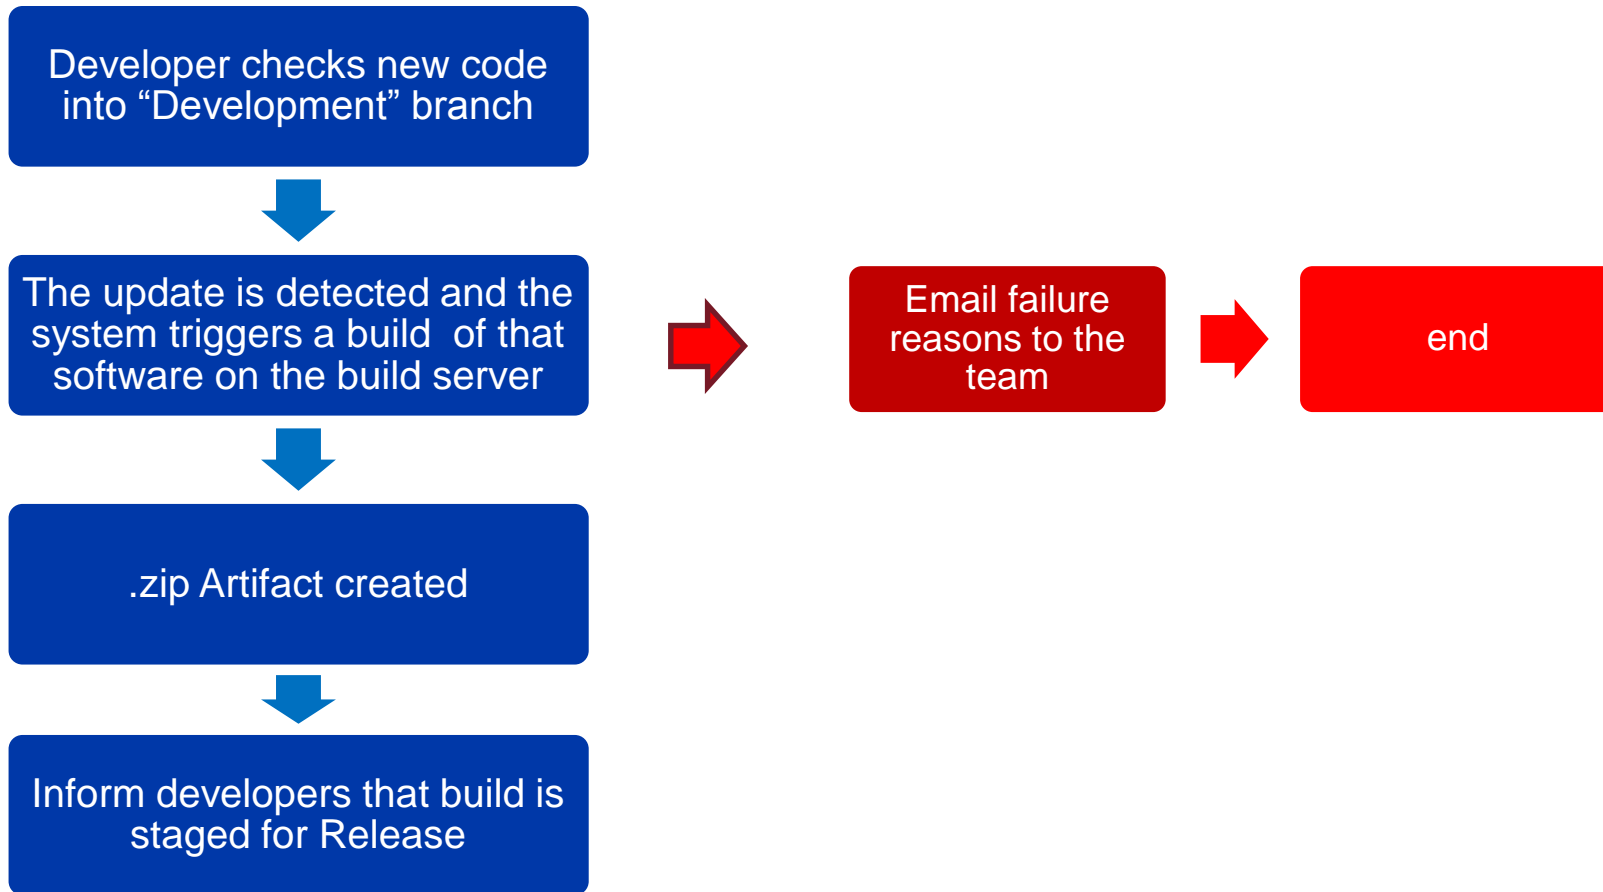 Developer checks new code
into “Development” branch
The update is detected and the
system triggers a build  of that
software on the build server
Email failure
reasons to the
team
end
.zip Artifact created
Inform developers that build is
staged for Release